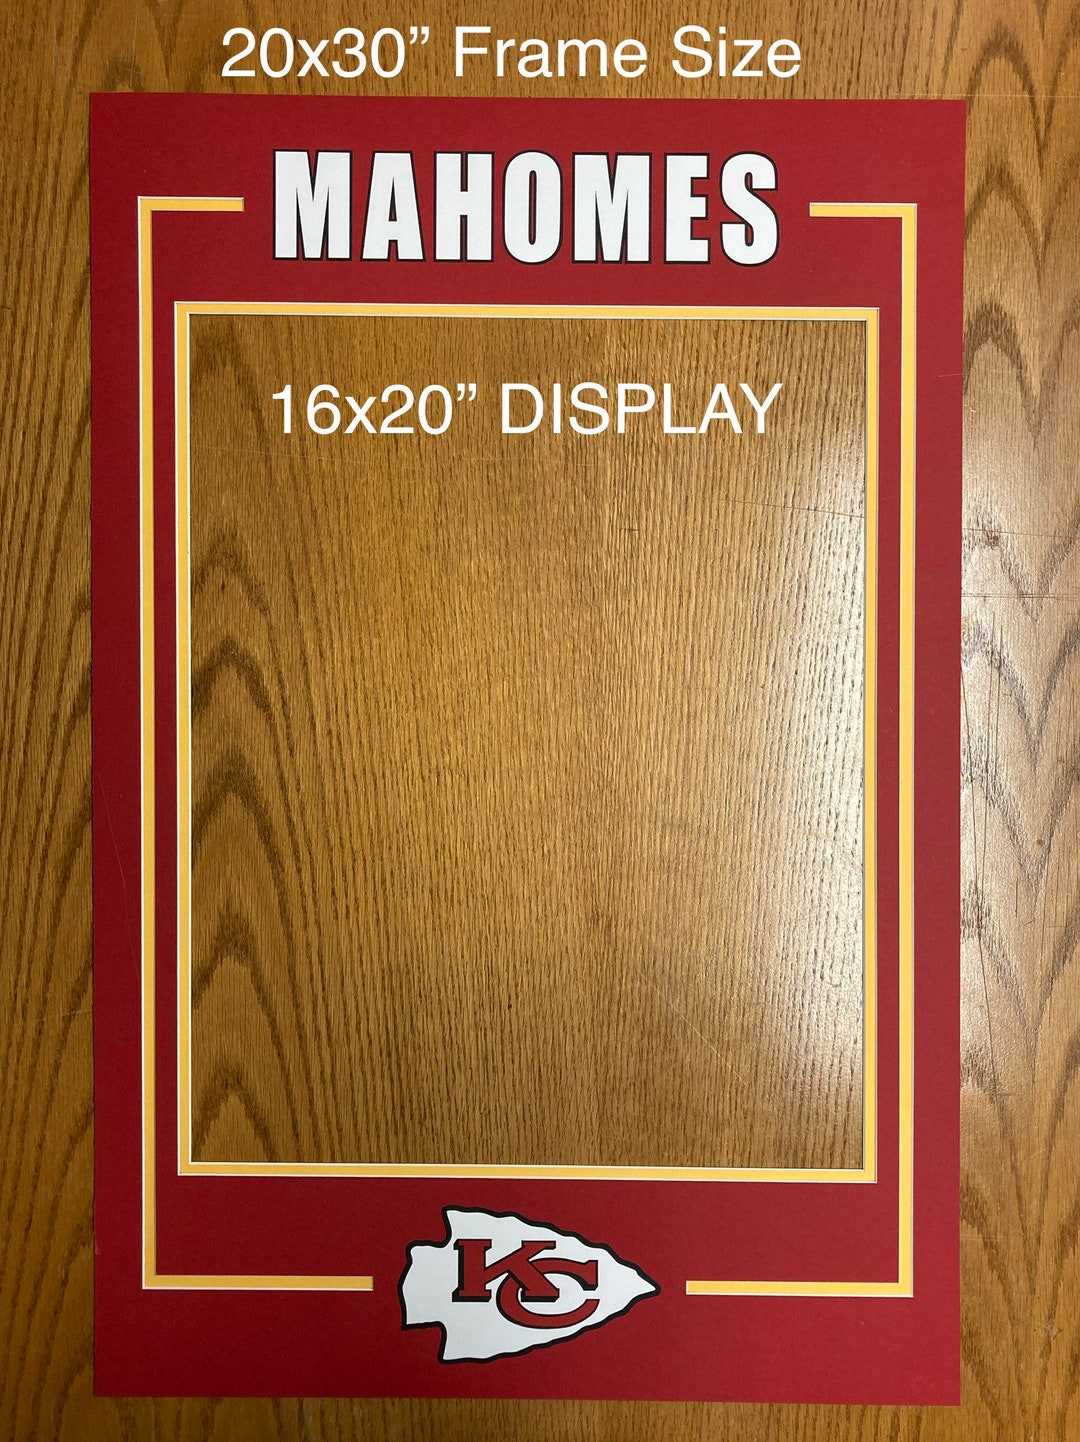 20x30” Frame Size
MAHOMES
16x20” DISPLAY
KC